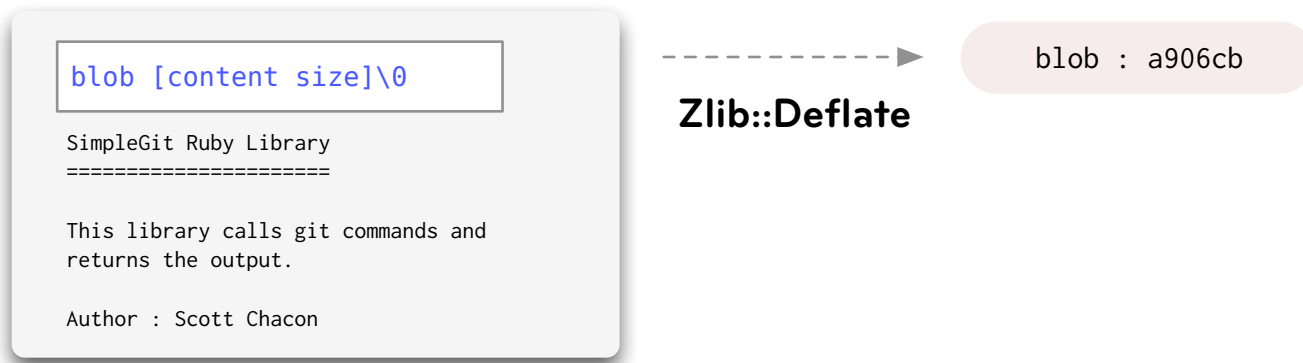 blob [content size]\0
SimpleGit Ruby Library
======================
This library calls git commands and
returns the output.
Author : Scott Chacon
Zlib::Deflate
blob : a906cb